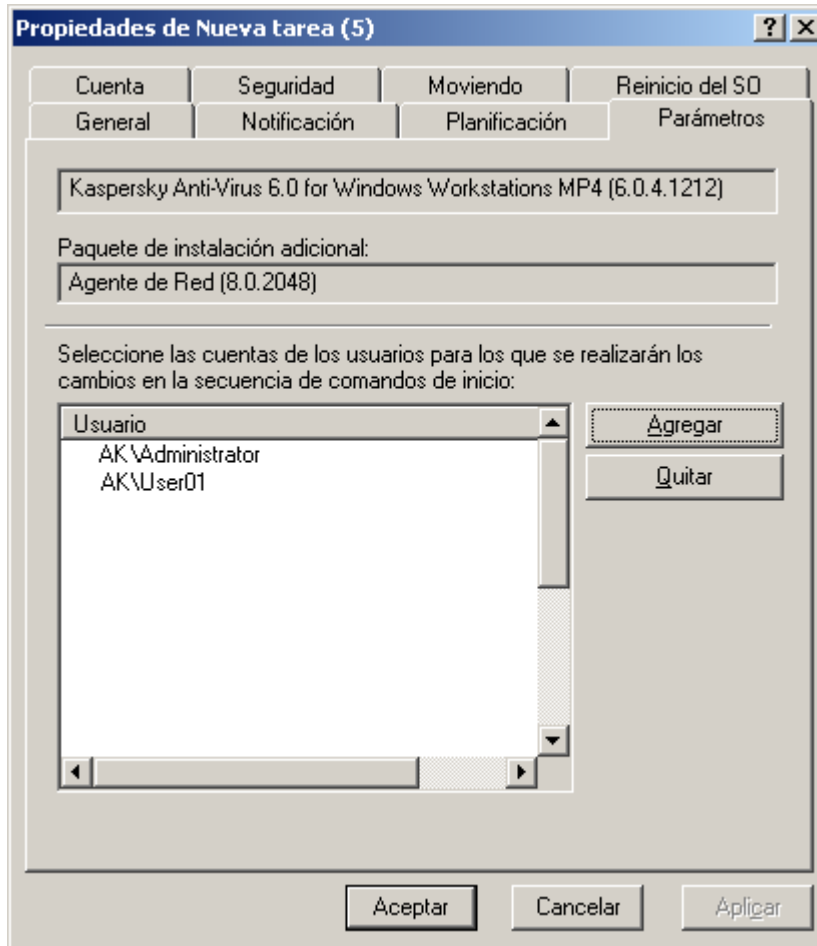 Propiedades de Nueva tarea (5)
Cuenta
Seguridad
Moviendo
Reinicio del SO
General
Notificación
Planificación
Parámetros
Kaspersky Anti-Virus 6.0 for Windows Workstations MP4 (6.0.4.1212)
Paquete de instalación adicional:
Agente de Red (8.0.2048)
Seleccione las cuentas de los usuarios para los que se realizarán los
cambios en la secuencia de comandos de inicio:
Usuario
AK\Administrator
AK\User01
Agregar
Quitar
Aceptar
Cancelar
Aplicar